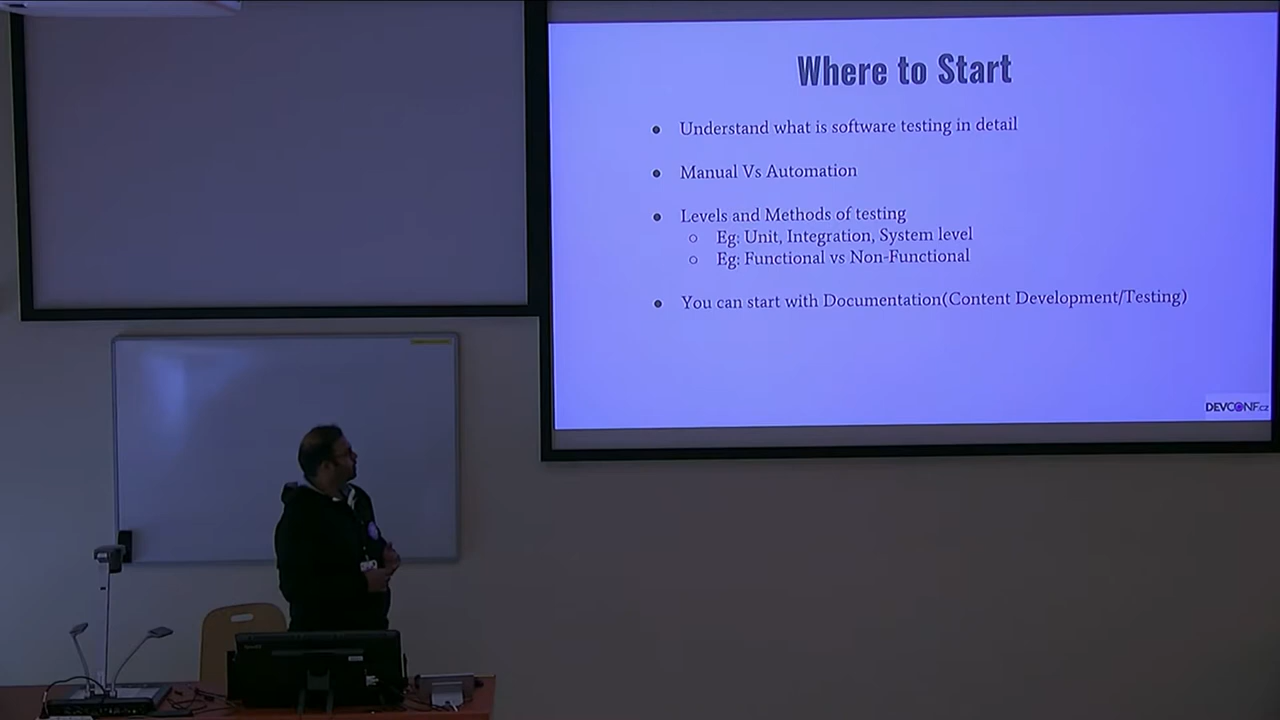 Where to Start
● Understand what is software testing in detail
● Manual Vs Automation
● Levels and Methods of testing
○ Eg: Unit, Integration, System level
○ Eg: Functional vs Non-Functional
● You can start with Documentation(Content Development/Testing)
DEVCONF.cz